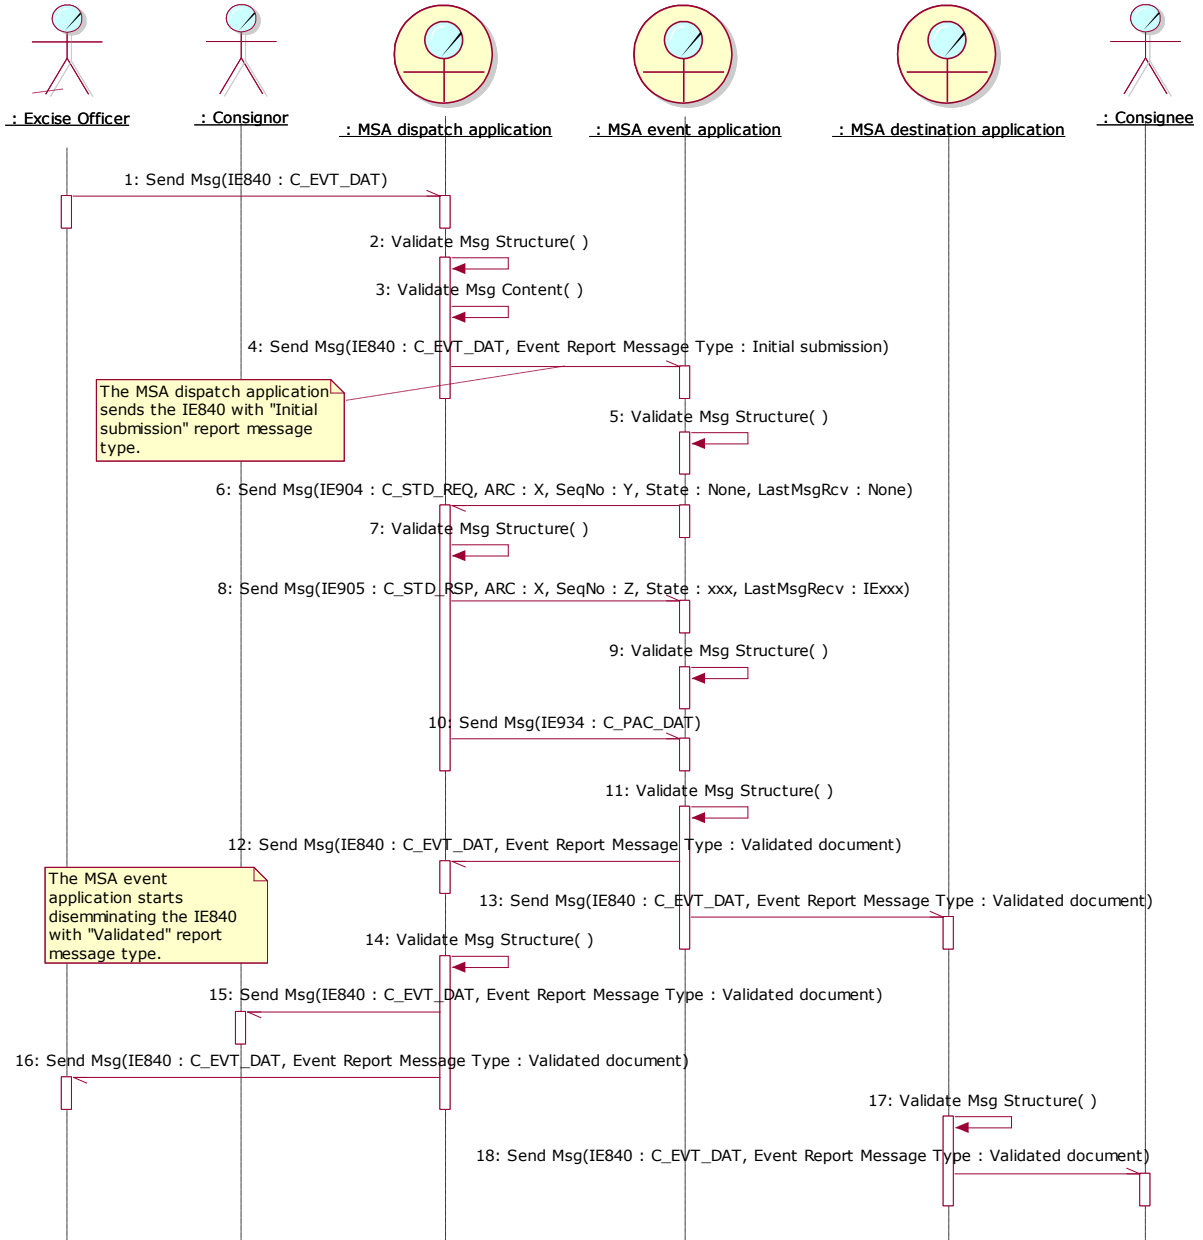 : Excise Officer
: Consignor
: MSA dispatch application
: MSA event application
: MSA destination application
: Consignee
1: Send Msg(IE840 : C_EVT_DAT)
2: Validate Msg Structure( )
3: Validate Msg Content( )
4: Send Msg(IE840 : C_EVT_DAT, Event Report Message Type : Initial submission)
The MSA dispatch application
sends the IE840 with "Initial
submission" report message
type.
5: Validate Msg Structure( )
6: Send Msg(IE904 : C_STD_REQ, ARC : X, SeqNo : Y, State : None, LastMsgRcv : None)
7: Validate Msg Structure( )
8: Send Msg(IE905 : C_STD_RSP, ARC : X, SeqNo : Z, State : xxx, LastMsgRecv : IExxx)
9: Validate Msg Structure( )
10: Send Msg(IE934 : C_PAC_DAT)
11: Validate Msg Structure( )
12: Send Msg(IE840 : C_EVT_DAT, Event Report Message Type : Validated document)
The MSA event
application starts
disemminating the IE840
with "Validated" report
message type.
13: Send Msg(IE840 : C_EVT_DAT, Event Report Message Type : Validated document)
14: Validate Msg Structure( )
15: Send Msg(IE840 : C_EVT_DAT, Event Report Message Type : Validated document)
16: Send Msg(IE840 : C_EVT_DAT, Event Report Message Type : Validated document)
17: Validate Msg Structure( )
18: Send Msg(IE840 : C_EVT_DAT, Event Report Message Type : Validated document)